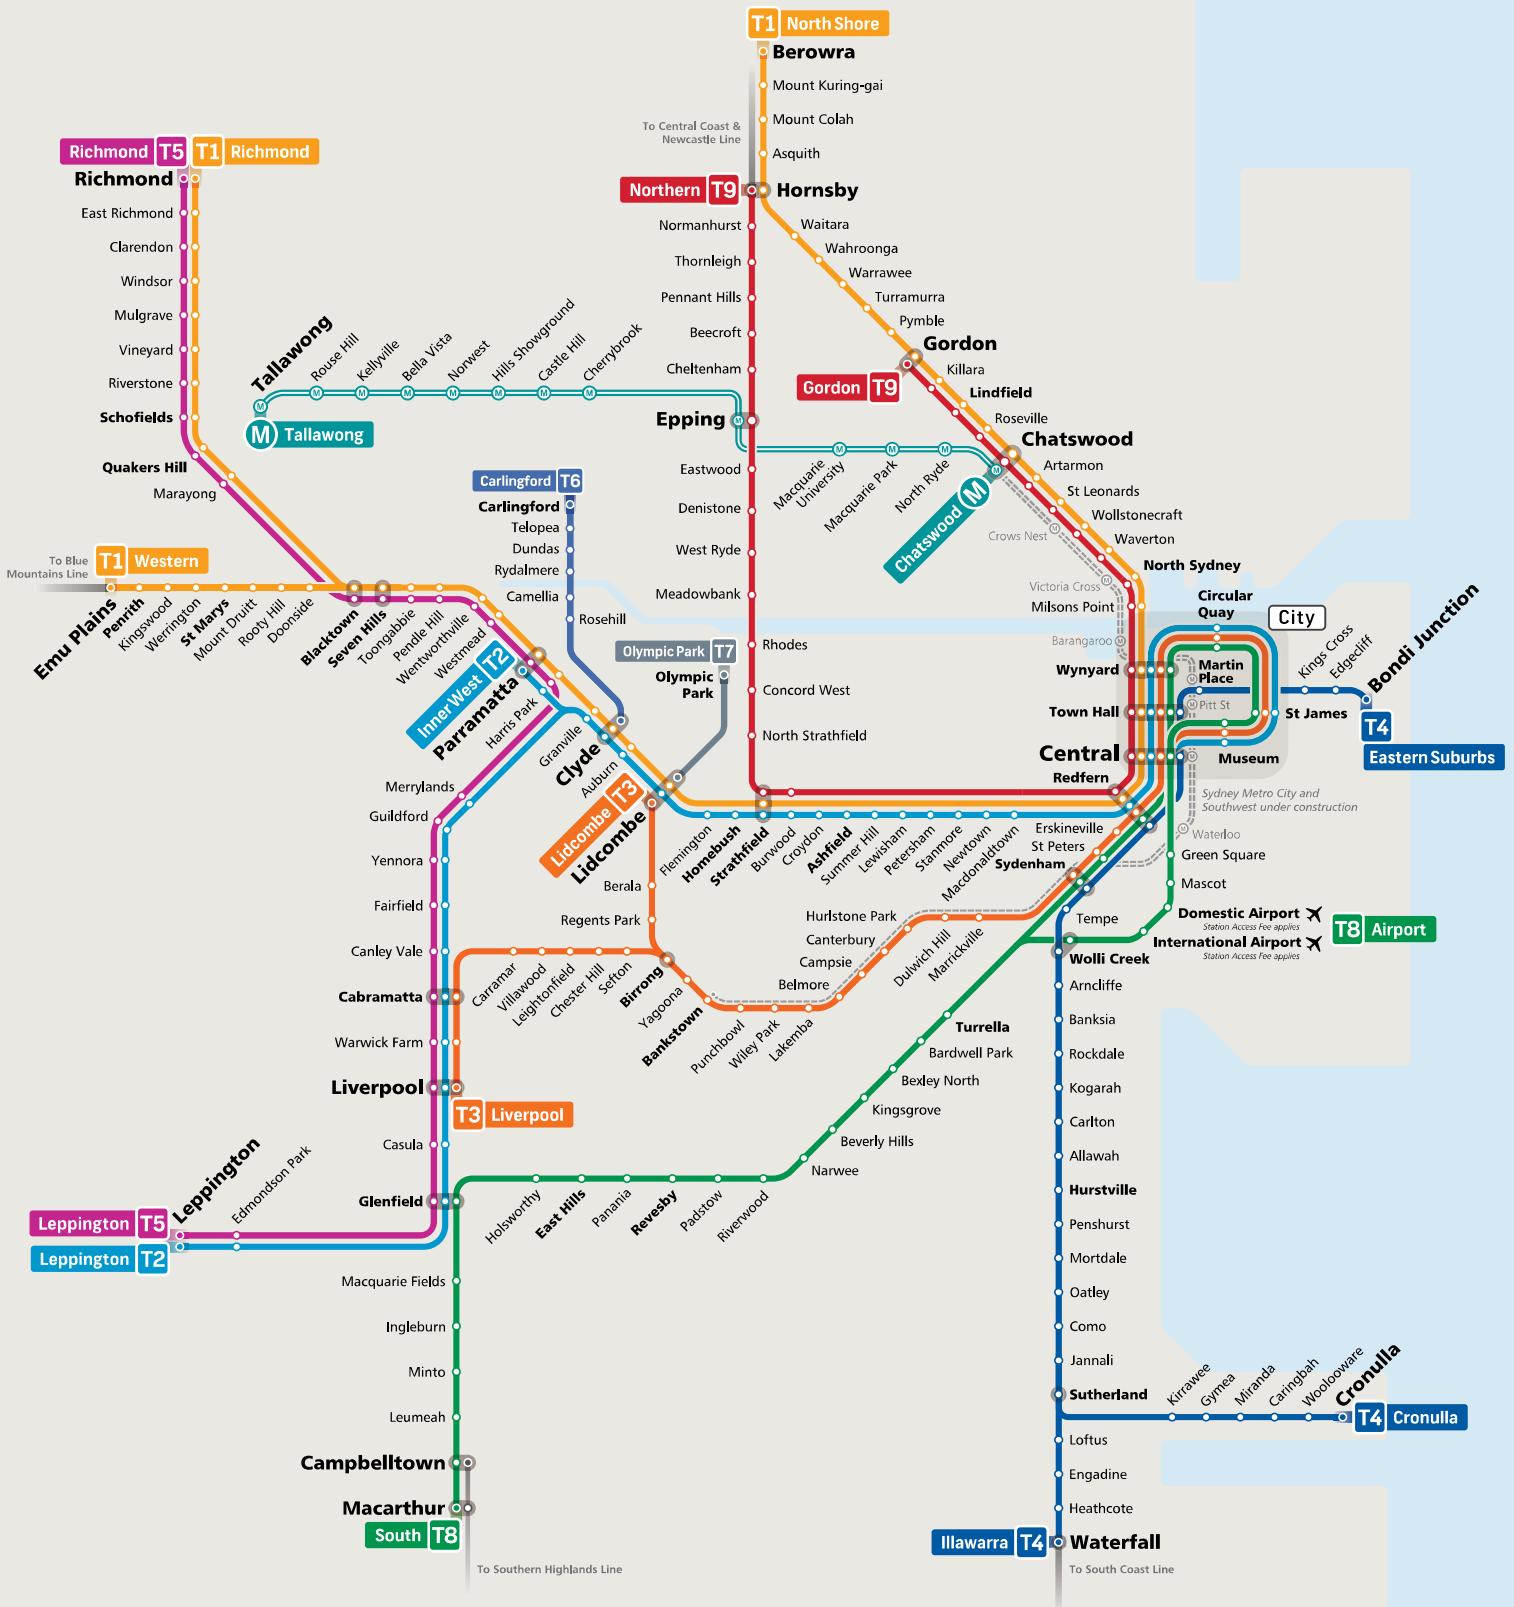 T1 North Shore
Berowra
Mount Kuring-gai
Mount Colah
Asquith
To Central Coast &
Newcastle Line
Northern T9
Hornsby
Richmond T5
T1 Richmond
Richmond
East Richmond
Clarendon
Windsor
Mulgrave
Vineyard
Riverstone
Schofields
Quakers Hill
Marayong
Normanhurst
Thornleigh
Pennant Hills
Beecroft
Cheltenham
Epping
Eastwood
Denistone
West Ryde
Meadowbank
Rhodes
Concord West
North Strathfield
Waitara
Wahroonga
Warrawee
Turramurra
Pymble
Gordon
Gordon T9
Killara
Lindfield
Roseville
Chatswood
Artarmon
St Leonards
Wollstonecraft
Waverton
North Sydney
Milsons Point
Tallawong
M Tallawong
Rouse Hill
Kellyville
Bella Vista
Norwest
Hills Showground
Castle Hill
Cherrybrook
Macquarie
University
Macquarie Park
North Ryde
Chatswood M
Crows Nest
Victoria Cross
Barangaroo
Carlingford T6
Carlingford
Telopea
Dundas
Rydalmere
Camellia
Rosehill
Olympic Park T7
Olympic
Park
To Blue
Mountains Line
T1 Western
Emu Plains
Penrith
Kingswood
Werrington
St Marys
Mount Druitt
Rooty Hill
Doonside
Blacktown
Seven Hills
Toongabbie
Pendle Hill
Wentworthville
Westmead
Inner West T2
Parramatta
Harris Park
Granville
Clyde
Auburn
Lidcombe T3
Lidcombe
Flemington
Homebush
Strathfield
Burwood
Croydon
Ashfield
Summer Hill
Lewisham
Petersham
Stanmore
Newtown
Macdonaldtown
Redfern
Central
Town Hall
Wynyard
Circular
Quay
City
Martin
Place
Pitt St
St James
Museum
Kings Cross
Edgecliff
Bondi Junction
T4
Eastern Suburbs
Sydney Metro City and
Southwest under construction
Waterloo
Erskineville
St Peters
Sydenham
Green Square
Mascot
Domestic Airport
Station Access Fee applies
International Airport
Station Access Fee applies
T8 Airport
Tempe
Wolli Creek
Merrylands
Guildford
Yennora
Fairfield
Canley Vale
Cabramatta
Warwick Farm
Liverpool
T3 Liverpool
Casula
Glenfield
Leppington
Edmondson Park
Leppington T5
Leppington T2
Berala
Regents Park
Carramar
Villawood
Leightonfield
Chester Hill
Sefton
Birrong
Yagoona
Bankstown
Punchbowl
Wiley Park
Lakemba
Belmore
Campsie
Canterbury
Hurlstone Park
Dulwich Hill
Marrickville
Turrella
Bardwell Park
Bexley North
Kingsgrove
Beverly Hills
Narwee
Riverwood
Padstow
Revesby
Panania
East Hills
Holsworthy
Macquarie Fields
Ingleburn
Minto
Leumeah
Campbelltown
Macarthur
South T8
To Southern Highlands Line
Arncliffe
Banksia
Rockdale
Kogarah
Carlton
Allawah
Hurstville
Penshurst
Mortdale
Oatley
Como
Jannali
Sutherland
Kirrawee
Gymea
Miranda
Caringbah
Woolooware
Cronulla
T4 Cronulla
Loftus
Engadine
Heathcote
Illawarra T4
Waterfall
To South Coast Line